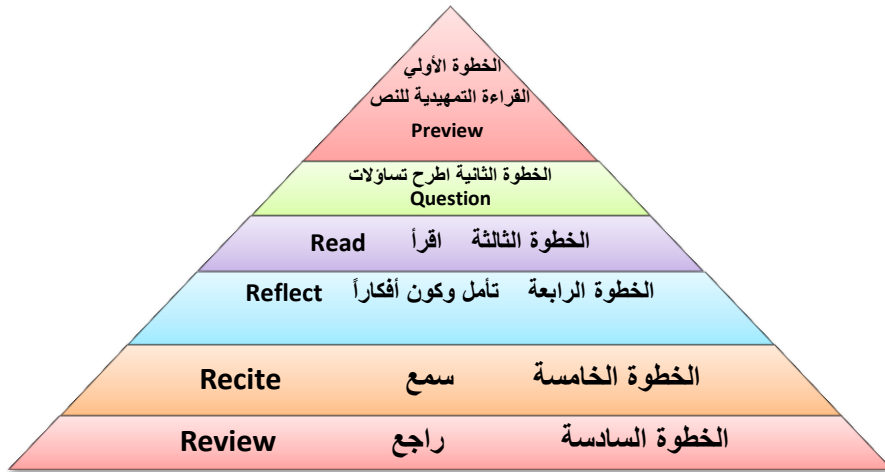 الخطوة الأولي
القراءة التمهيدية للنص
Preview
الخطوة الثانية اطرح تساؤلات
Question
الخطوة الثالثة اقرأ Read
الخطوة الرابعة تأمل وكون أفكاراً Reflect
الخطوة الخامسة سمع Recite
الخطوة السادسة راجع Review